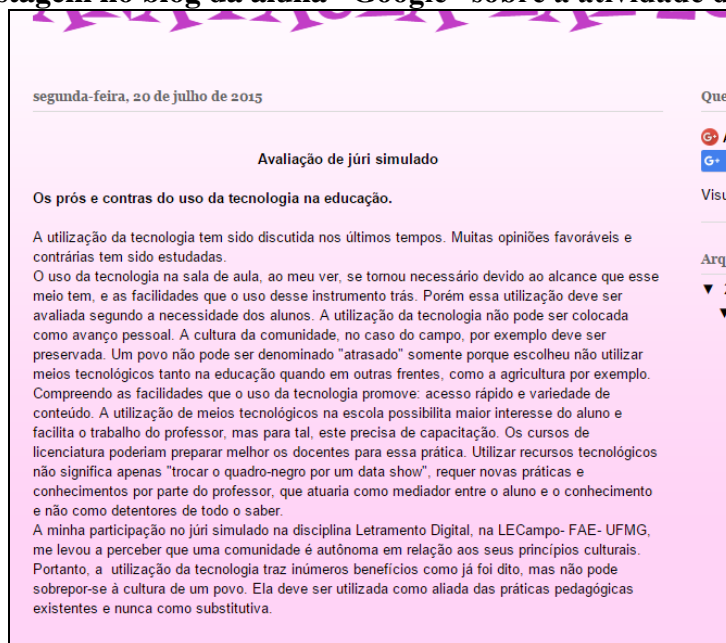 no blog da aluna "Google" sobre a atividade
segunda-feira, 20 de julho de 2015
Avaliação de júri simulado
Os prós e contras do uso da tecnologia na educação.
A utilização da tecnologia tem sido discutida nos últimos tempos. Muitas opiniões favoráveis e
contrárias tem sido estudadas.
O uso da tecnologia na sala de aula, ao meu ver, se tornou necessário devido ao alcance que esse
meio tem, e as facilidades que o uso desse instrumento trás. Porém essa utilização deve ser
avaliada segundo a necessidade dos alunos. A utilização da tecnologia não pode ser colocada
como avanço pessoal. A cultura da comunidade, no caso do campo, por exemplo deve ser
preservada. Um povo não pode ser denominado "atrasado" somente porque escolheu não utilizar
meios tecnológicos tanto na educação quando em outras frentes, como a agricultura por exemplo.
Compreendo as facilidades que o uso da tecnologia promove: acesso rápido e variedade de
conteúdo. A utilização de meios tecnológicos na escola possibilita maior interesse do aluno e
facilita o trabalho do professor, mas para tal, este precisa de capacitação. Os cursos de
licenciatura poderiam preparar melhor os docentes para essa prática. Utilizar recursos tecnológicos
não significa apenas "trocar o quadro-negro por um data show", requer novas práticas e
conhecimentos por parte do professor, que atuaria como mediador entre o aluno e o conhecimento
e não como detentores de todo o saber.
A minha participação no júri simulado na disciplina Letramento Digital, na LECampo- FAE- UFMG,
me levou a perceber que uma comunidade é autônoma em relação aos seus princípios culturais.
Portanto, a utilização da tecnologia traz inúmeros benefícios como já foi dito, mas não pode
sobrepor-se à cultura de um povo. Ela deve ser utilizada como aliada das práticas pedagógicas
existentes e nunca como substitutiva.
Que
G+ A
G+
Visu
Arq